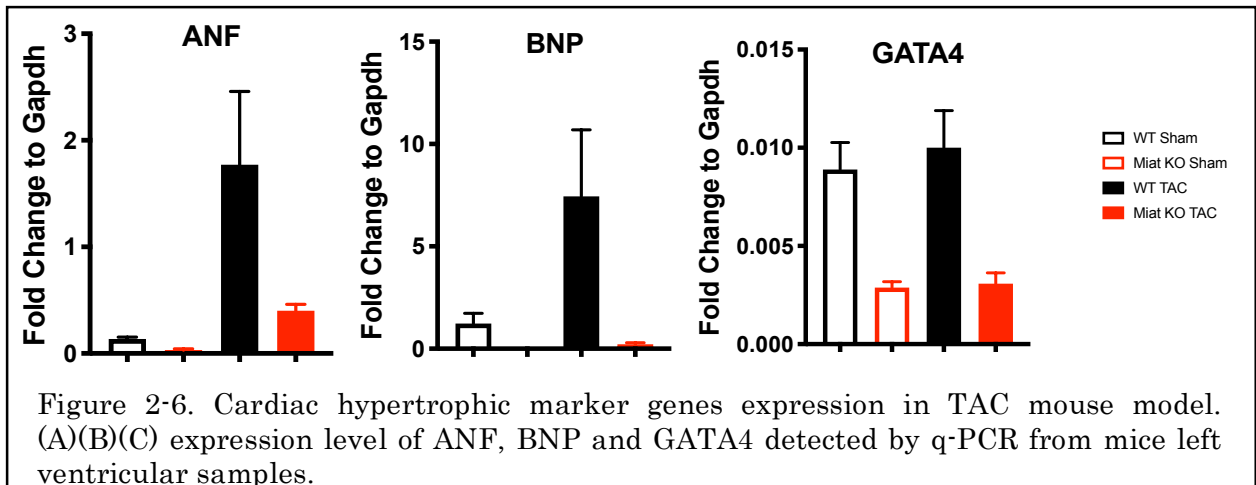 ANF
Fold Change to Gapdh
3
2
1
0
BNP
Fold Change to Gapdh
15
10
5
0
GATA4
Fold Change to Gapdh
0.015
0.010
0.005
0.000
WT Sham
Miat KO Sham
WT TAC
Miat KO TAC
Figure 2-6. Cardiac hypertrophic marker genes expression in TAC mouse model.
(A)(B)(C) expression level of ANF, BNP and GATA4 detected by q-PCR from mice left
ventricular samples.